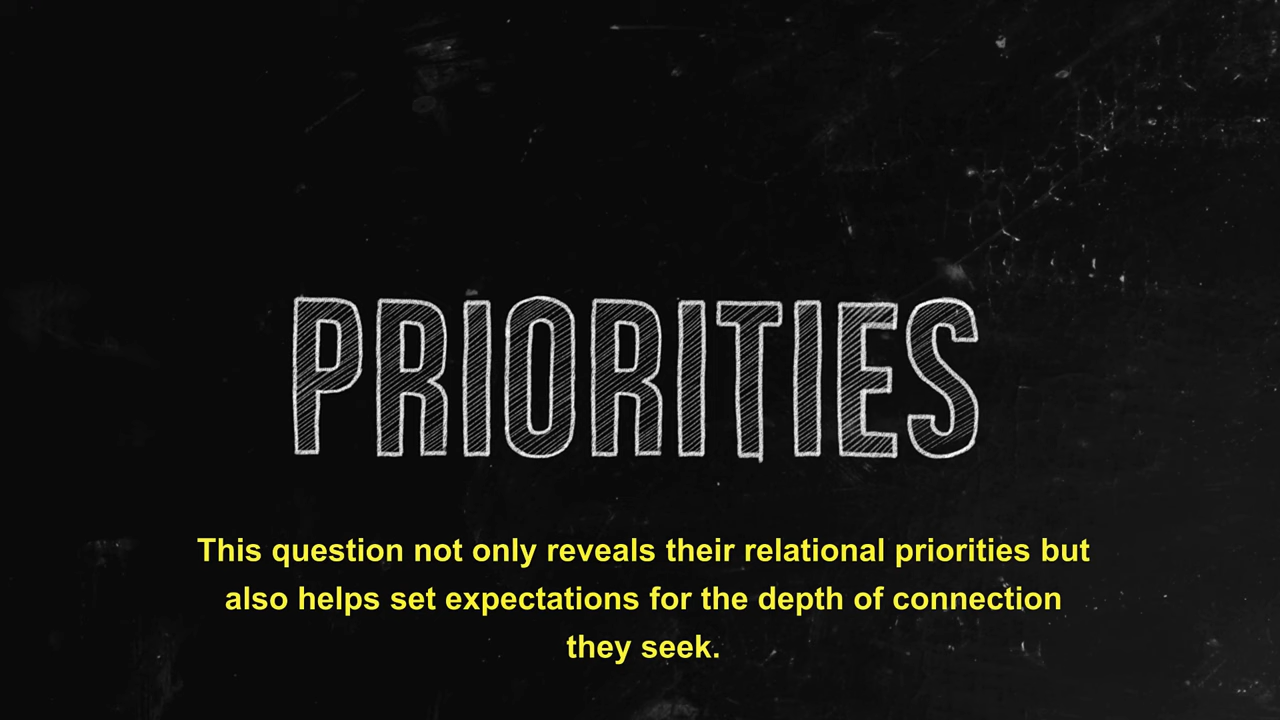 PRIORITIES
This question not only reveals their relational priorities but
also helps set expectations for the depth of connection
they seek.